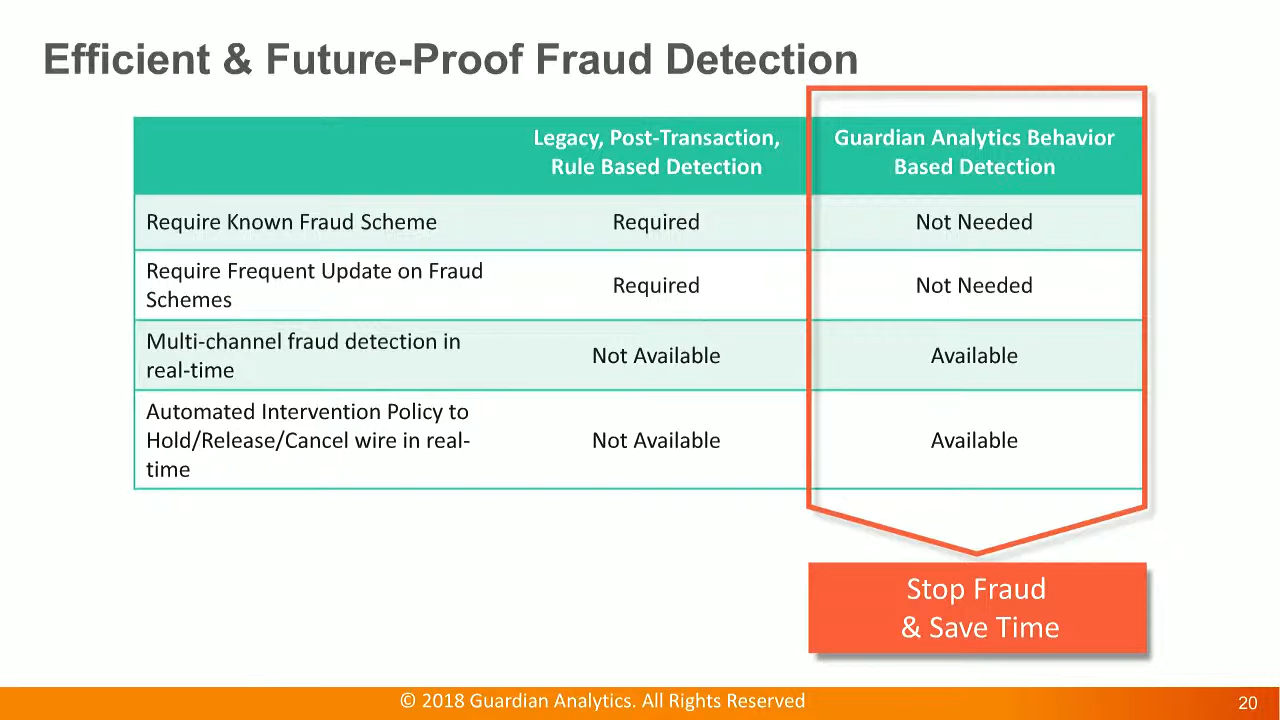 Efficient & Future-Proof Fraud Detection
Legacy, Post-Transaction,
Rule Based Detection
Guardian Analytics Behavior
Based Detection
Require Known Fraud Scheme
Required
Not Needed
Require Frequent Update on Fraud
Schemes
Required
Not Needed
Multi-channel fraud detection in
real-time
Not Available
Available
Automated Intervention Policy to
Hold/Release/Cancel wire in real-
time
Not Available
Available
Stop Fraud
& Save Time
© 2018 Guardian Analytics. All Rights Reserved
20